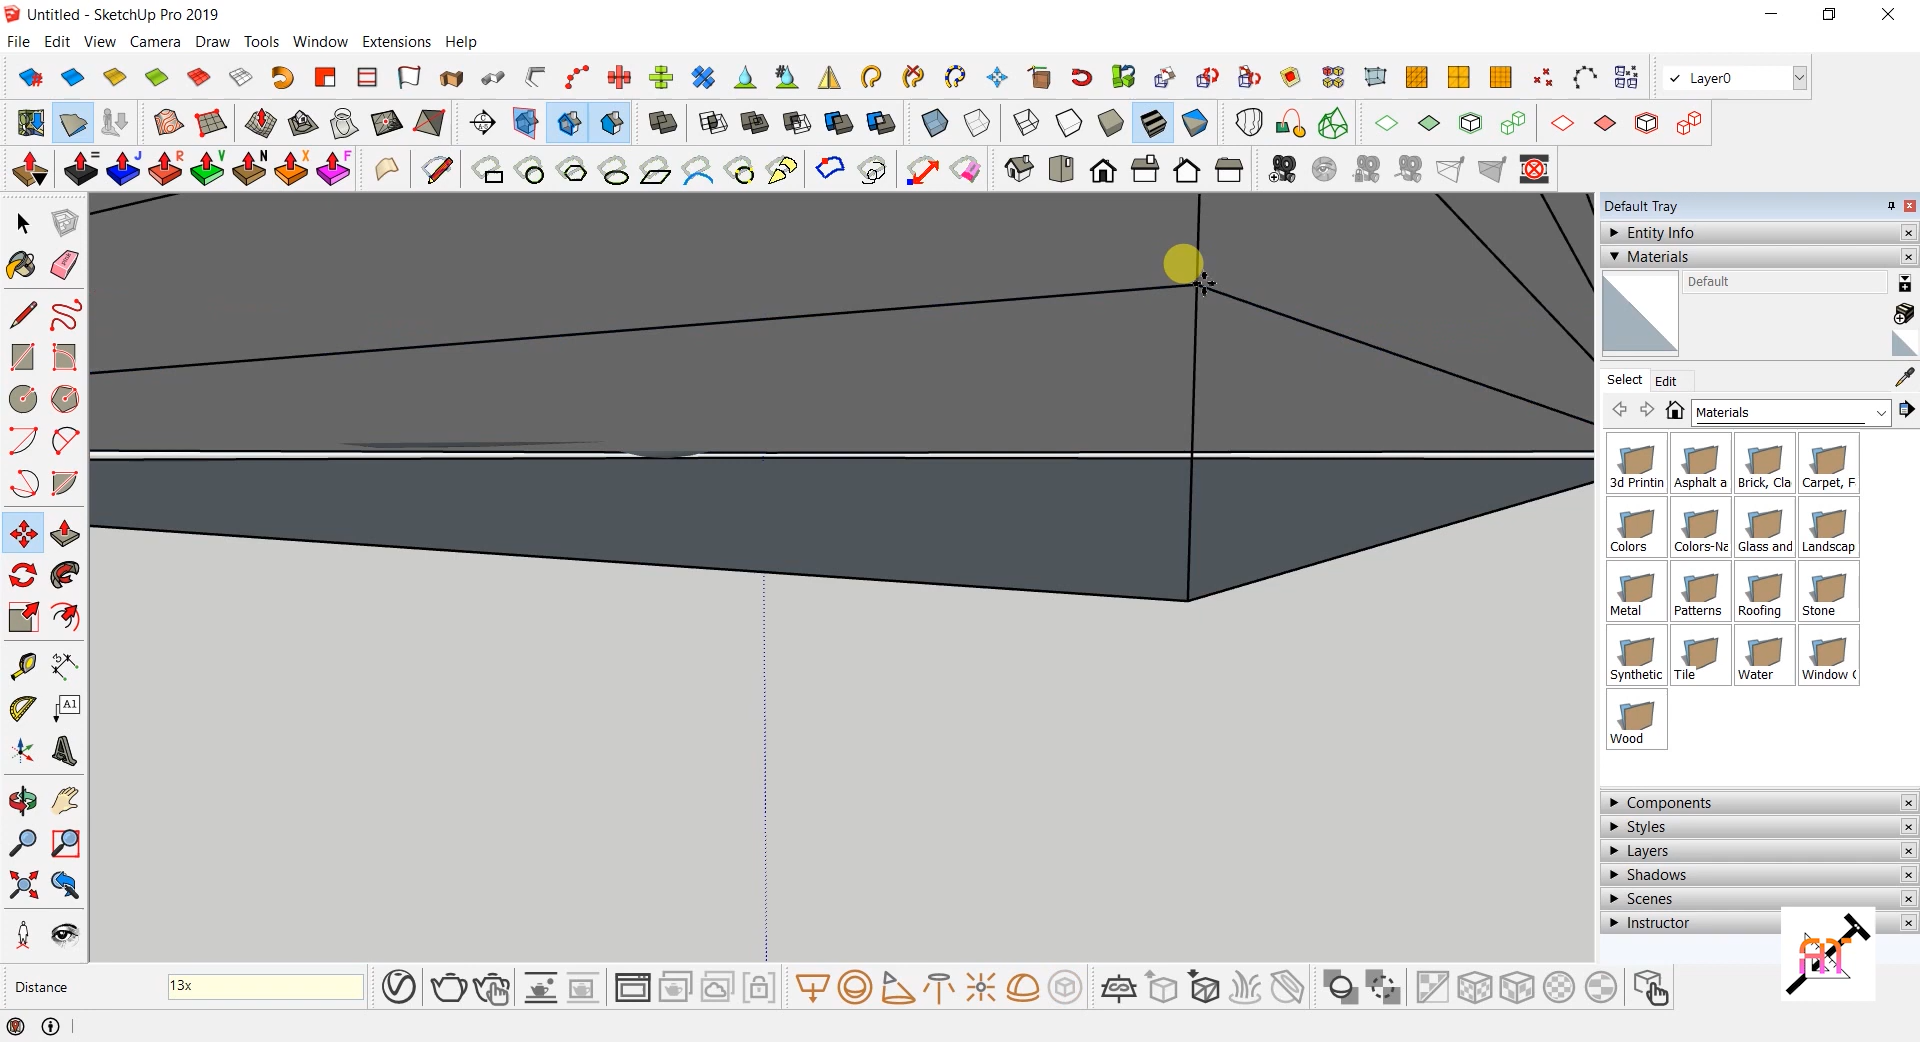 Untitled - SketchUp Pro 2019
File Edit View Camera Draw Tools Window Extensions Help
Layer0
Default Tray
Entity Info
Materials
Default
Select Edit
Materials
3d Printin Asphalt a Brick, Cla Carpet, F
Colors Colors-Na Glass and Landscap
Metal Patterns Roofing Stone
Synthetic Tile Water Window C
Wood
Components
Styles
Layers
Shadows
Scenes
Instructor
Distance 13x